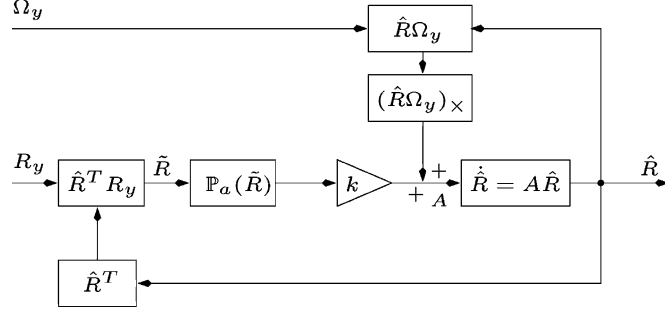 Ω_y
R̂Ω_y
(R̂Ω_y)_×
R_y
R̂^T R_y
R̃
ℙ_a(R̃)
k
+
+
A
R̂̇ = AR̂
R̂
R̂^T